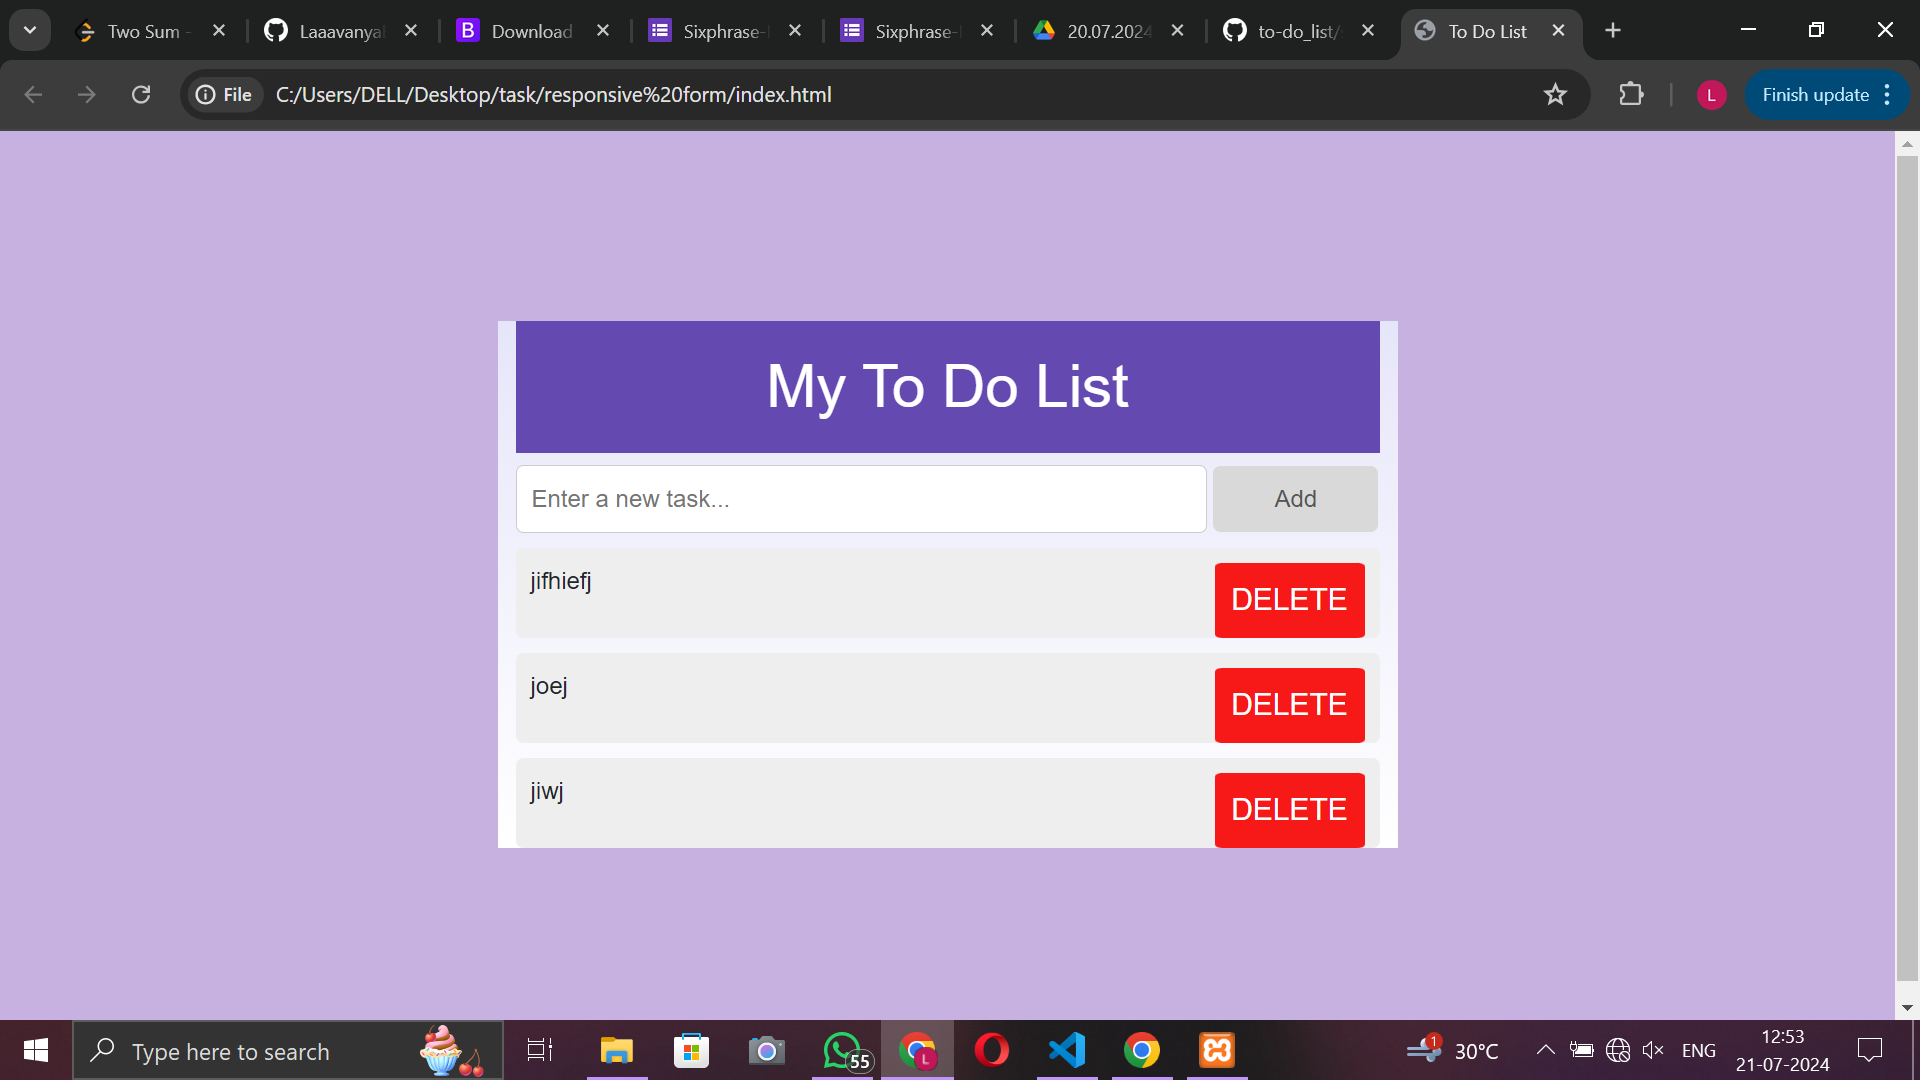 Two Sum -
Laaavanya
Download
Sixphrase-
Sixphrase-
20.07.2024
to-do_list/
To Do List
File
C:/Users/DELL/Desktop/task/responsive%20form/index.html
L
Finish update
My To Do List
Enter a new task...
Add
jifhiefj
DELETE
joej
DELETE
jiwj
DELETE
Type here to search
55
L
1
30°C
ENG
12:53
21-07-2024